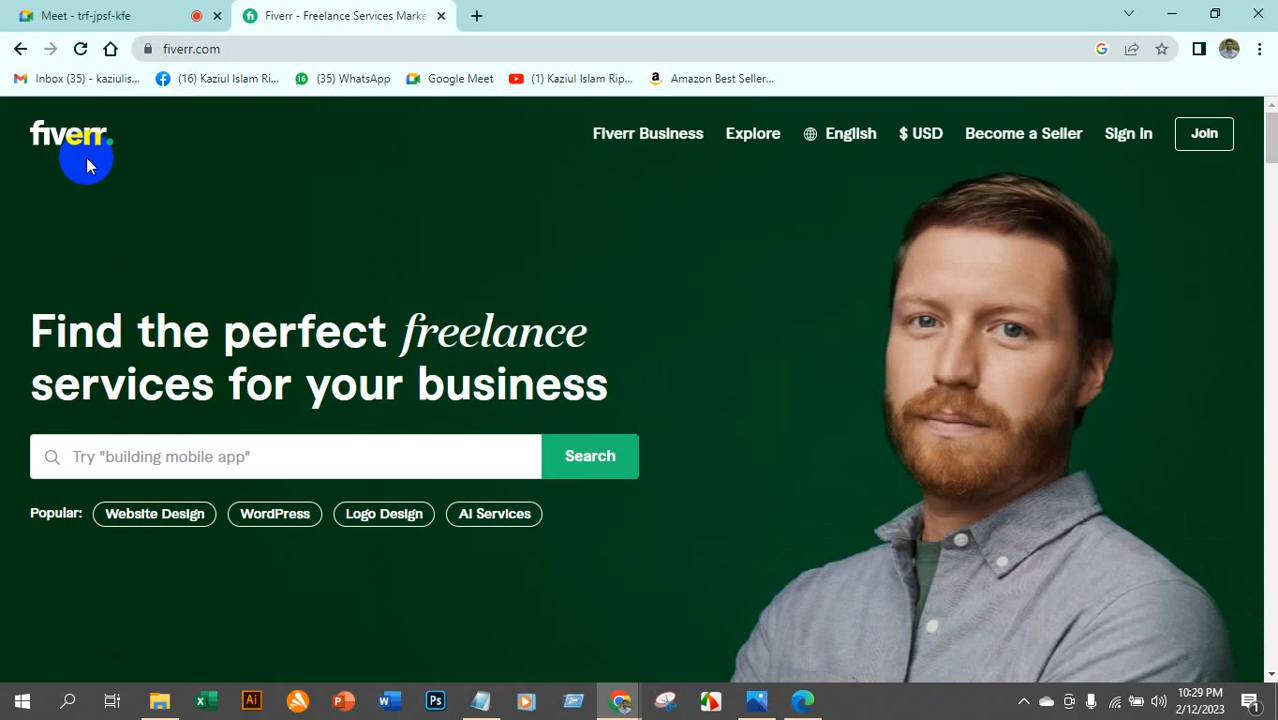 Meet - trf-jpsf-kfe
Fiverr - Freelance Services Marke
fiverr.com
Inbox (35) - kaziulis...
(16) Kaziul Islam Ri...
(35) WhatsApp
Google Meet
(1) Kaziul Islam Rip...
Amazon Best Seller...
fiverr.
Fiverr Business
Explore
English
$ USD
Become a Seller
Sign In
Join
Find the perfect freelance
services for your business
Try "building mobile app"
Search
Popular:
Website Design
WordPress
Logo Design
AI Services
10:29 PM
2/12/2023